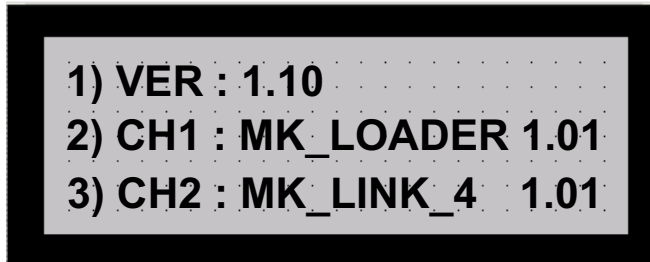 1) VER : 1.10
2) CH1 : MK_LOADER 1.01
3) CH2 : MK_LINK_4 1.01